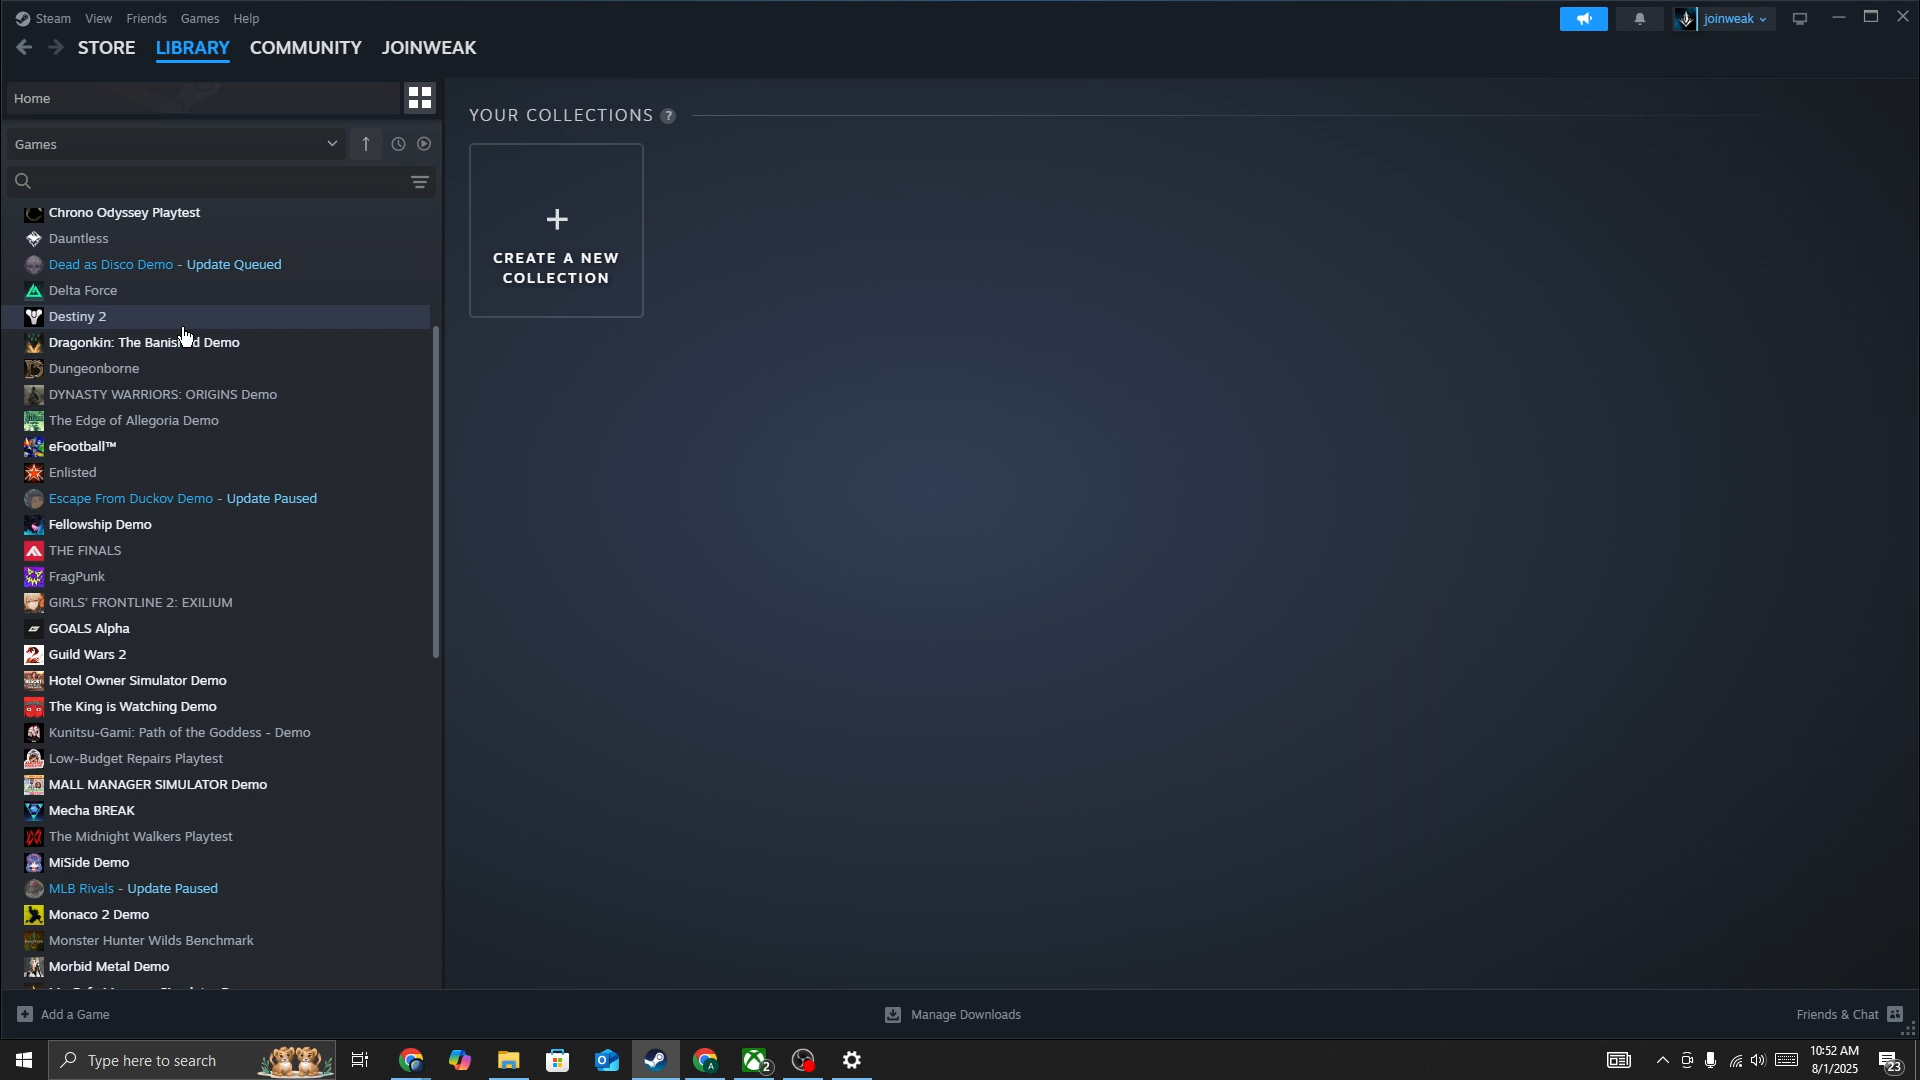 Steam View Friends Games Help
joinweak
STORE LIBRARY COMMUNITY JOINWEAK
Home
YOUR COLLECTIONS ?
Games
CREATE A NEW
COLLECTION
Chrono Odyssey Playtest
Dauntless
Dead as Disco Demo - Update Queued
Delta Force
Destiny 2
Dragonkin: The Banished Demo
Dungeonborne
DYNASTY WARRIORS: ORIGINS Demo
The Edge of Allegoria Demo
eFootball™
Enlisted
Escape From Duckov Demo - Update Paused
Fellowship Demo
THE FINALS
FragPunk
GIRLS' FRONTLINE 2: EXILIUM
GOALS Alpha
Guild Wars 2
Hotel Owner Simulator Demo
The King is Watching Demo
Kunitsu-Gami: Path of the Goddess - Demo
Low-Budget Repairs Playtest
MALL MANAGER SIMULATOR Demo
Mecha BREAK
The Midnight Walkers Playtest
MiSide Demo
MLB Rivals - Update Paused
Monaco 2 Demo
Monster Hunter Wilds Benchmark
Morbid Metal Demo
Add a Game
Manage Downloads
Friends & Chat
Type here to search
2
10:52 AM
8/1/2025
23